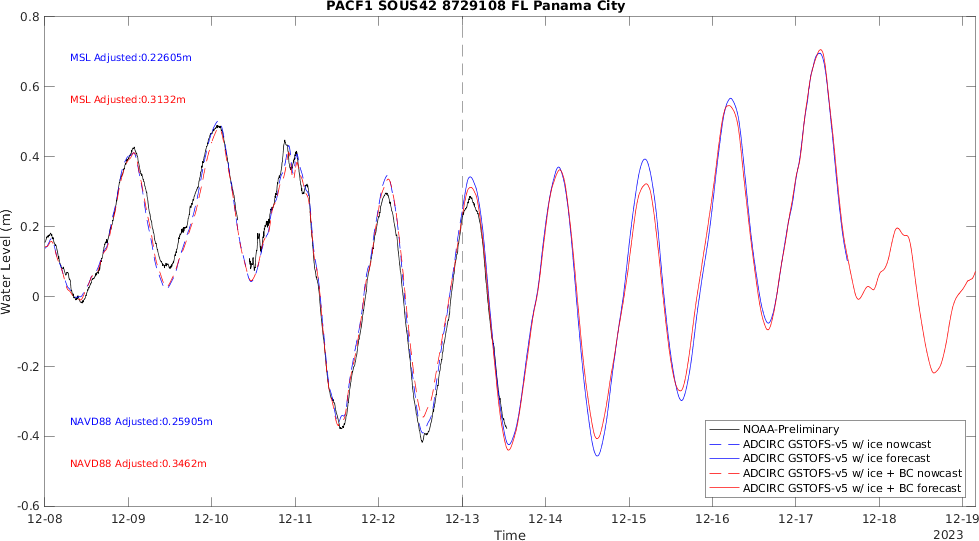 PACF1 SOUS42 8729108 FL Panama City
MSL Adjusted:0.22605m
MSL Adjusted:0.3132m
NAVD88 Adjusted:0.25905m
NAVD88 Adjusted:0.3462m
Water Level (m)
0.8
0.6
0.4
0.2
0
-0.2
-0.4
-0.6
NOAA-Preliminary
ADCIRC GSTOFS-v5 w/ ice nowcast
ADCIRC GSTOFS-v5 w/ ice forecast
ADCIRC GSTOFS-v5 w/ ice + BC nowcast
ADCIRC GSTOFS-v5 w/ ice + BC forecast
12-08 12-09 12-10 12-11 12-12 12-13 12-14 12-15 12-16 12-17 12-18 12-19
Time
2023